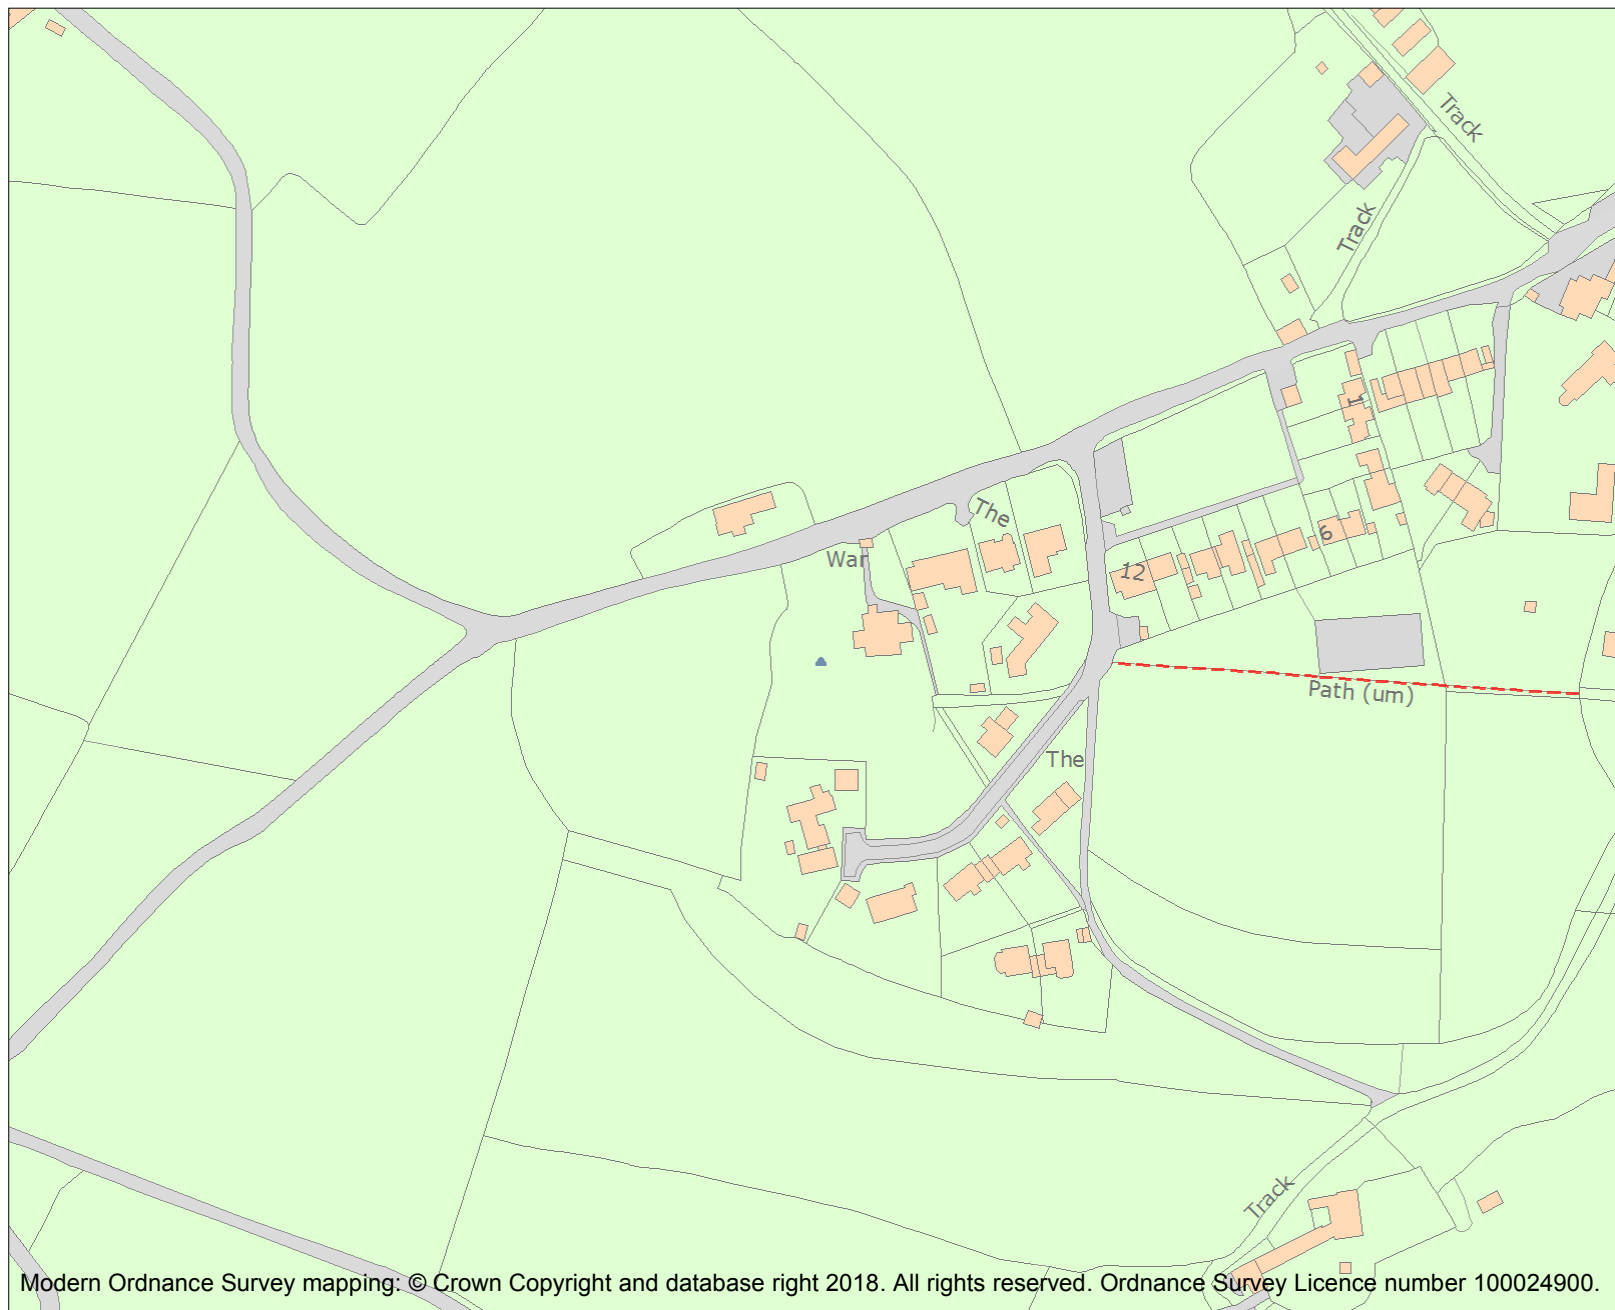 Track
Track
1
The
6
War
12
Path (um)
The
Track
Modern Ordnance Survey mapping: © Crown Copyright and database right 2018. All rights reserved. Ordnance Survey Licence number 100024900.